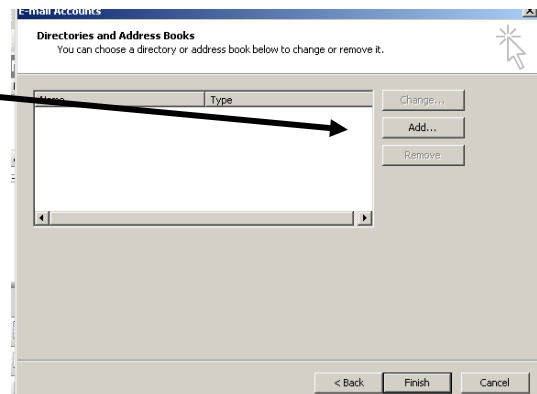 E-mail Accounts
Directories and Address Books
You can choose a directory or address book below to change or remove it.
Name Type
Change...
Add...
Remove
< Back Finish Cancel